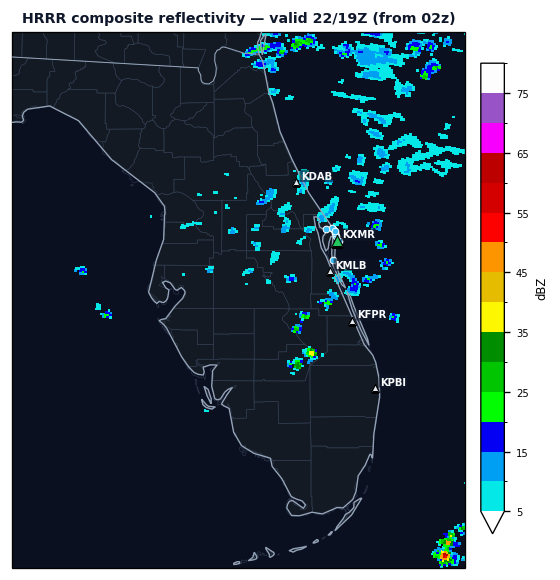 HRRR composite reflectivity — valid 22/19Z (from 02z)
75
KDAB
65
KXMR
55
KMLB
45
dBZ
KFPR
35
KPBI
25
15
5